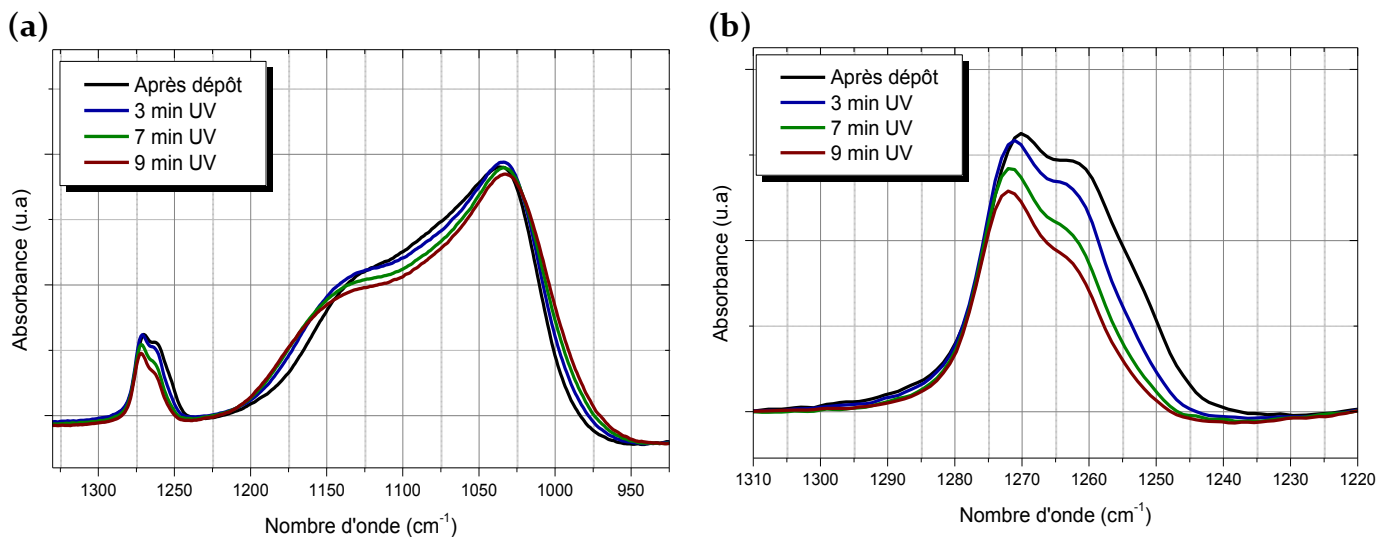 (a)
Après dépôt
3 min UV
7 min UV
9 min UV
Absorbance (u.a)
1300 1250 1200 1150 1100 1050 1000 950
Nombre d'onde (cm-1)
(b)
Après dépôt
3 min UV
7 min UV
9 min UV
Absorbance (u.a)
1310 1300 1290 1280 1270 1260 1250 1240 1230 1220
Nombre d'onde (cm-1)